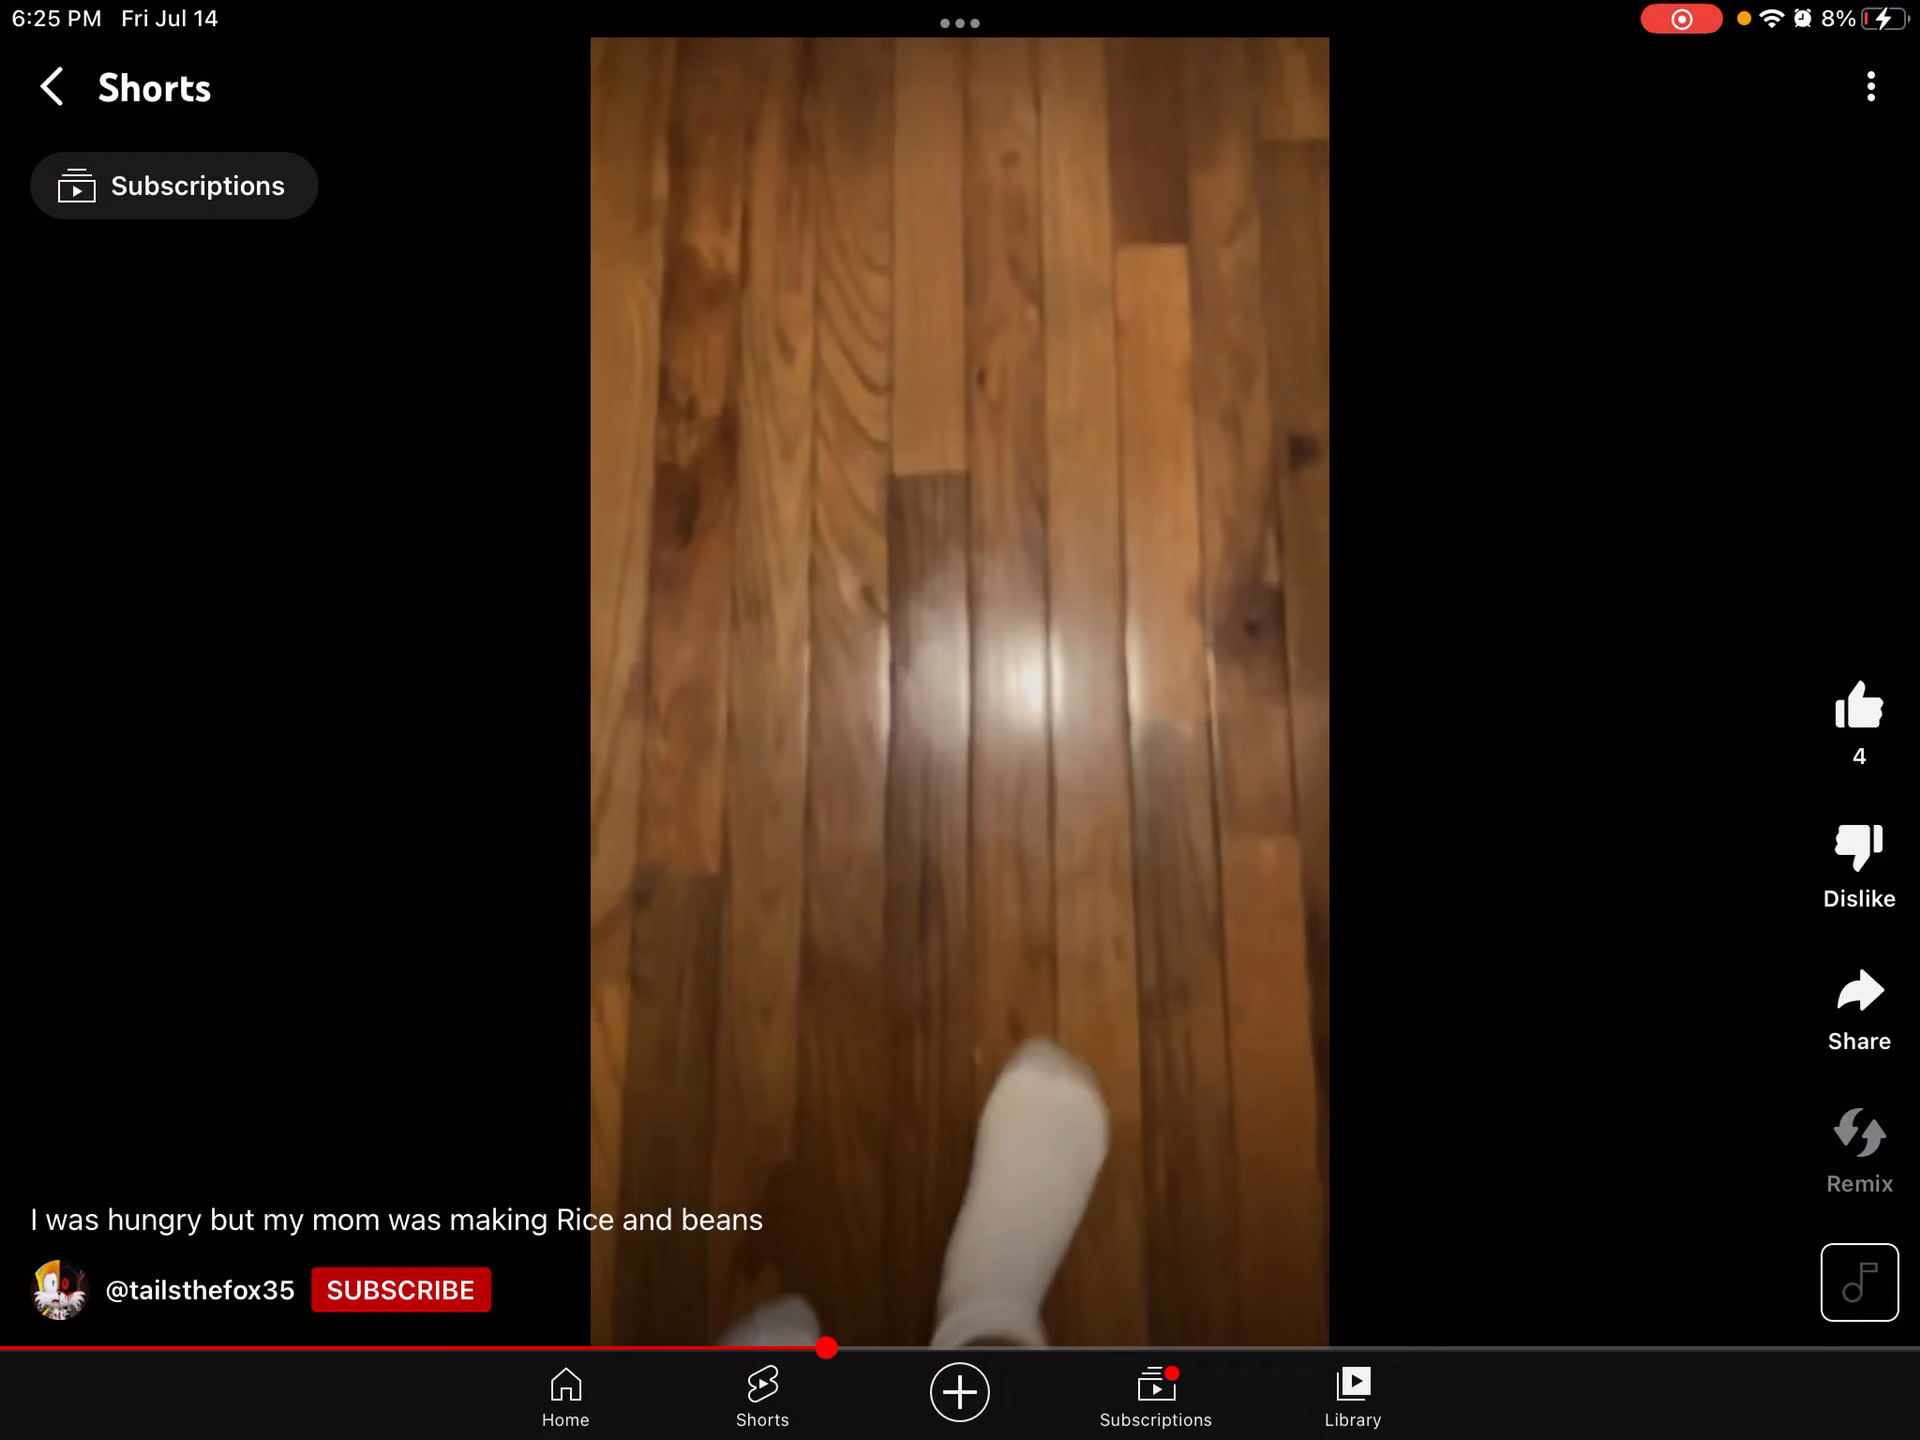 6:25 PM Fri Jul 14
8%
Shorts
Subscriptions
4
Dislike
Share
Remix
I was hungry but my mom was making Rice and beans
@tailsthefox35 SUBSCRIBE
Home Shorts Subscriptions Library